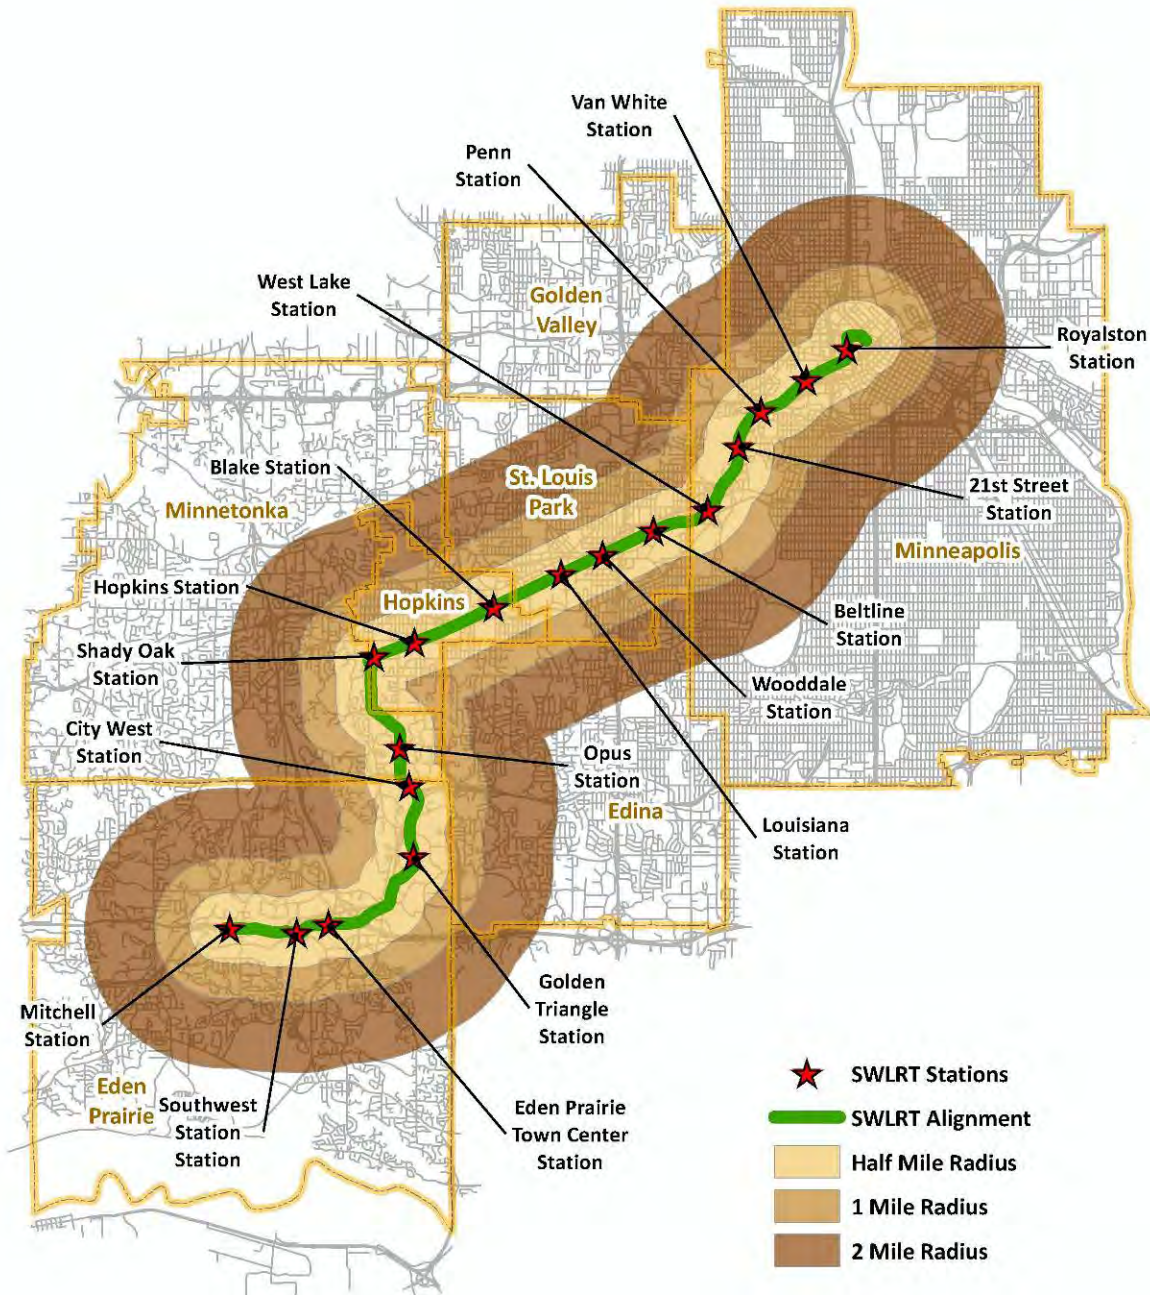 Van White
Station
Penn
Station
West Lake
Station
Golden
Valley
Royalston
Station
Blake Station
St. Louis
Park
21st Street
Station
Minnetonka
Minneapolis
Hopkins Station
Hopkins
Beltline
Station
Shady Oak
Station
Wooddale
Station
City West
Station
Opus
Station
Edina
Louisiana
Station
Golden
Triangle
Station
Mitchell
Station
Eden
Prairie
Southwest
Station
Station
Eden Prairie
Town Center
Station
SWLRT Stations
SWLRT Alignment
Half Mile Radius
1 Mile Radius
2 Mile Radius